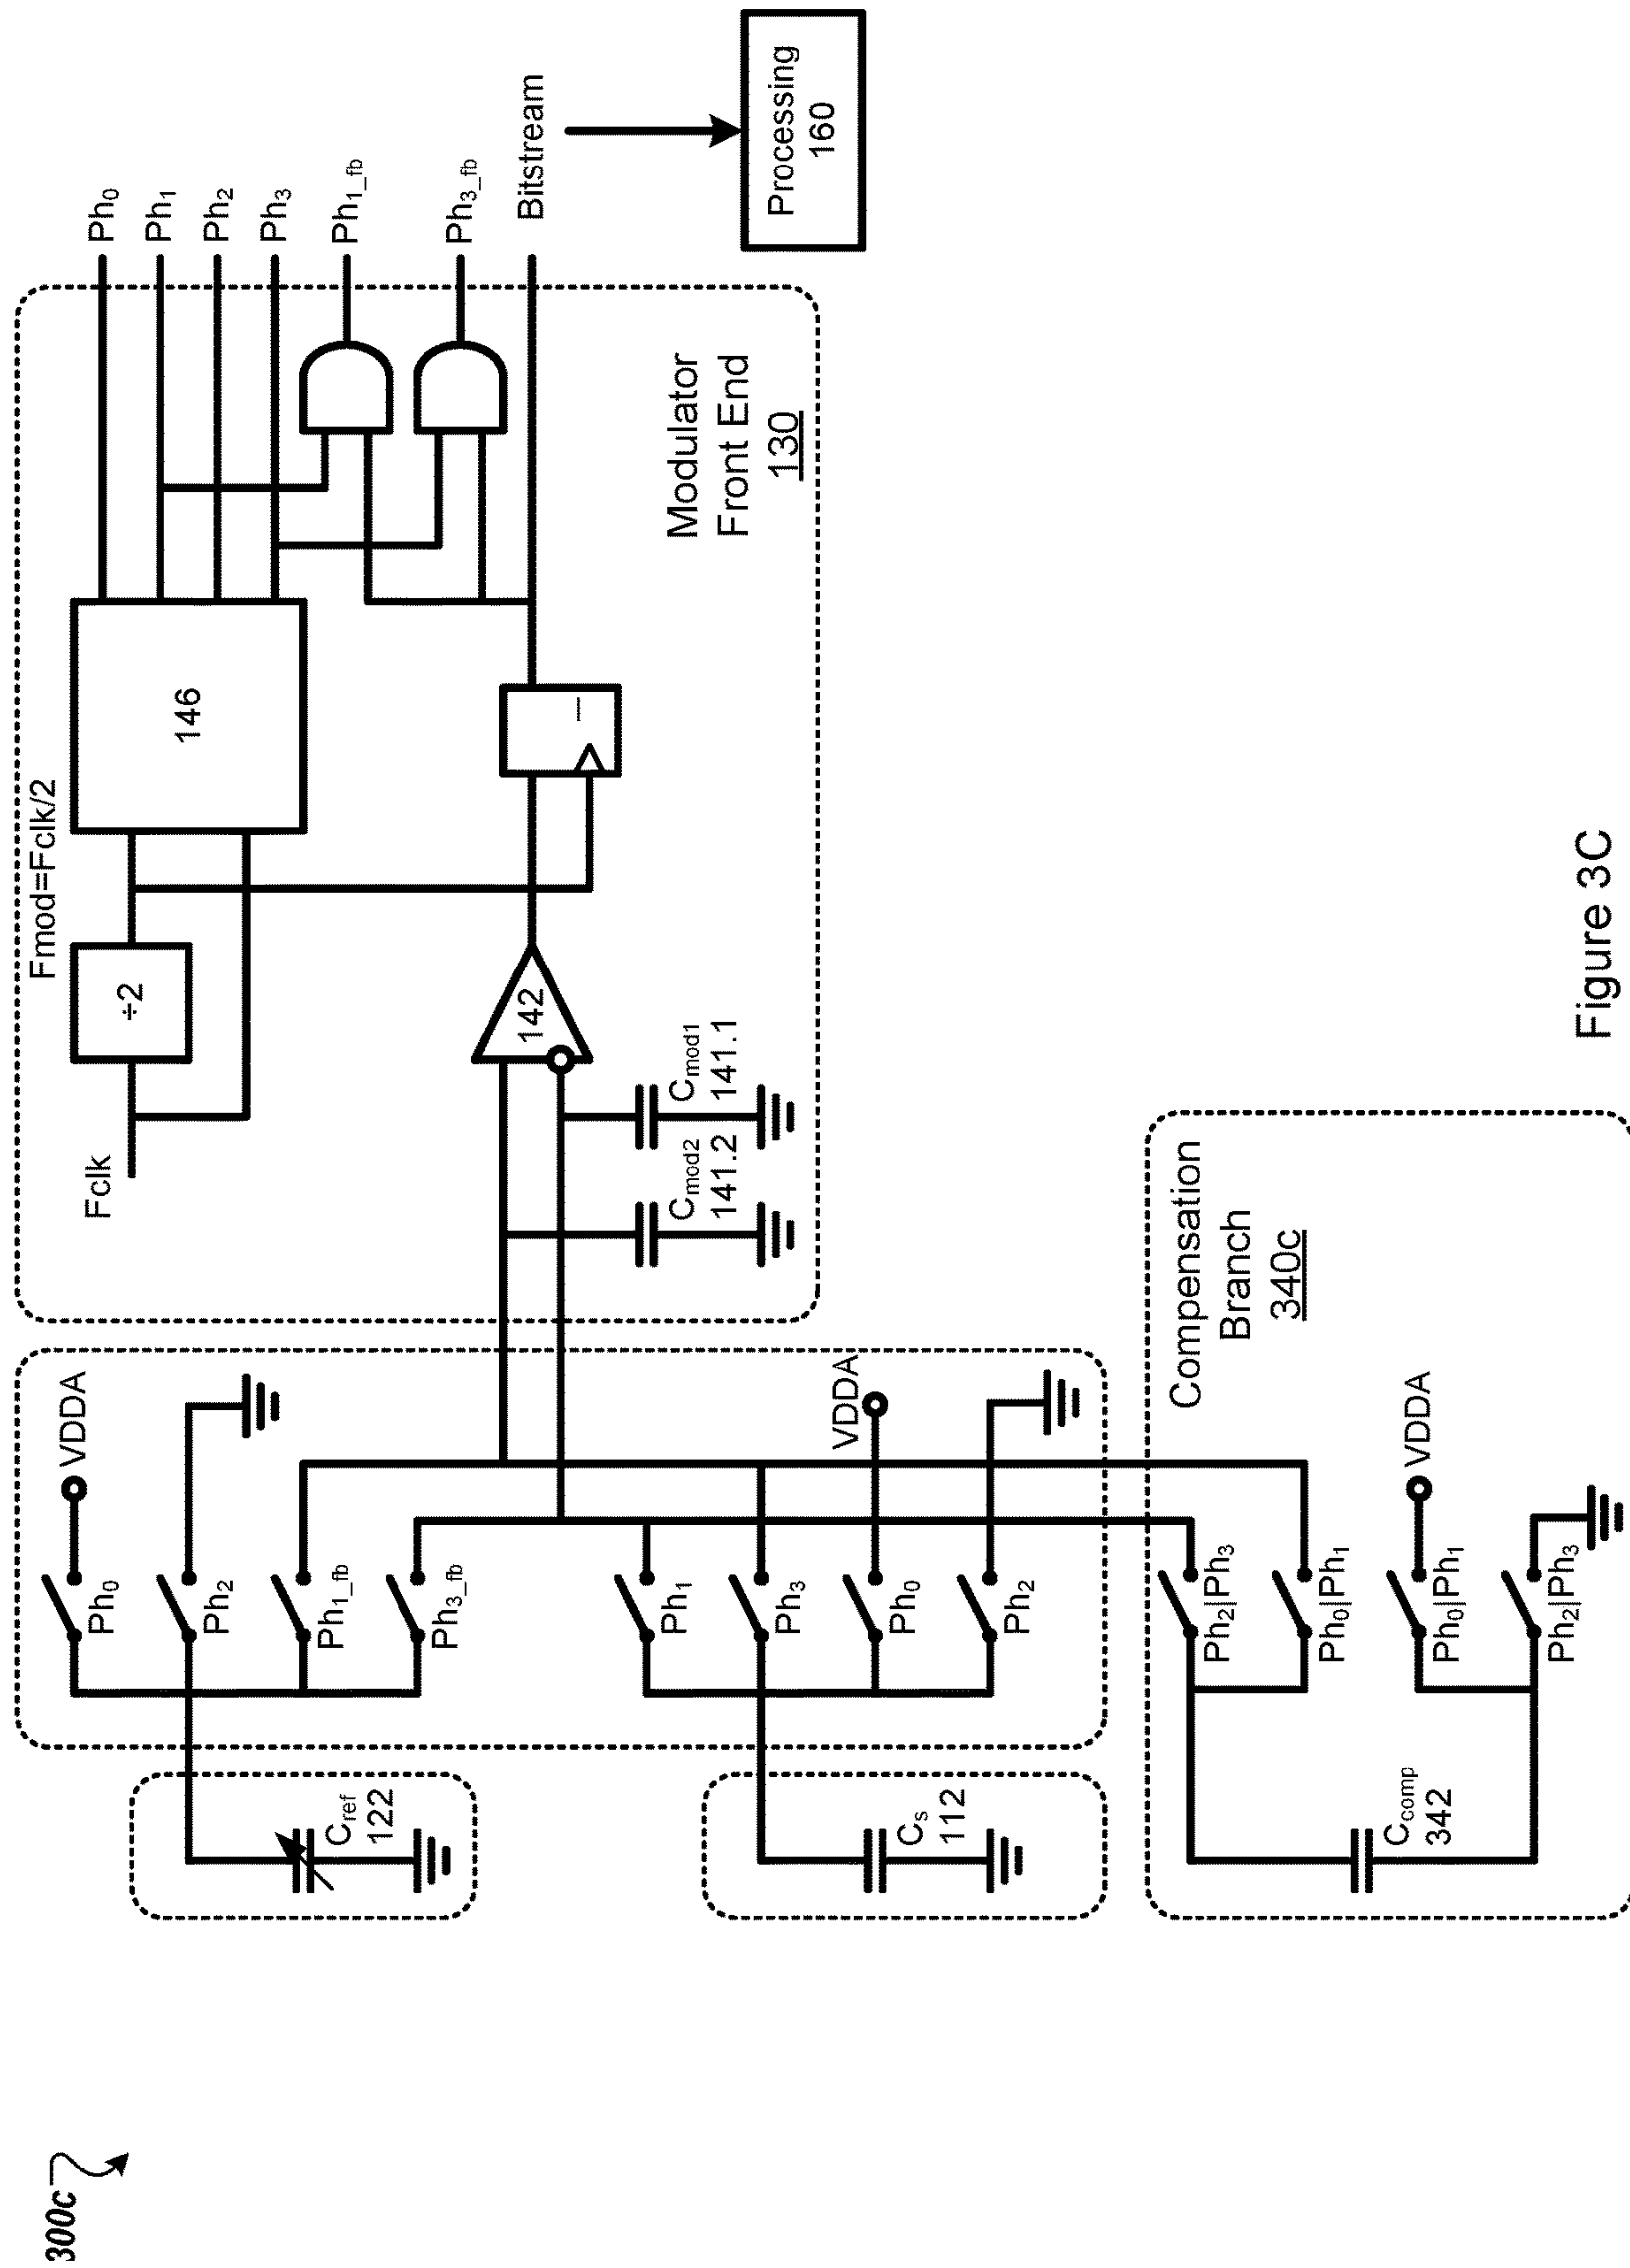 300c
Fclk
÷2
Fmod=Fclk/2
146
Ph0
Ph1
Ph2
Ph3
Ph1_fb
Ph3_fb
Bitstream
Processing
160
142
Cmod1
141.1
Cmod2
141.2
Modulator
Front End
130
VDDA
Ph0
Ph2
Ph1_fb
Ph3_fb
Cref
122
Ph1
Ph3
VDDA
Ph0
Ph2
Cs
112
Compensation
Branch
340c
Ph2|Ph3
Ph0|Ph1
VDDA
Ph0|Ph1
Ph2|Ph3
Ccomp
342
Figure 3C